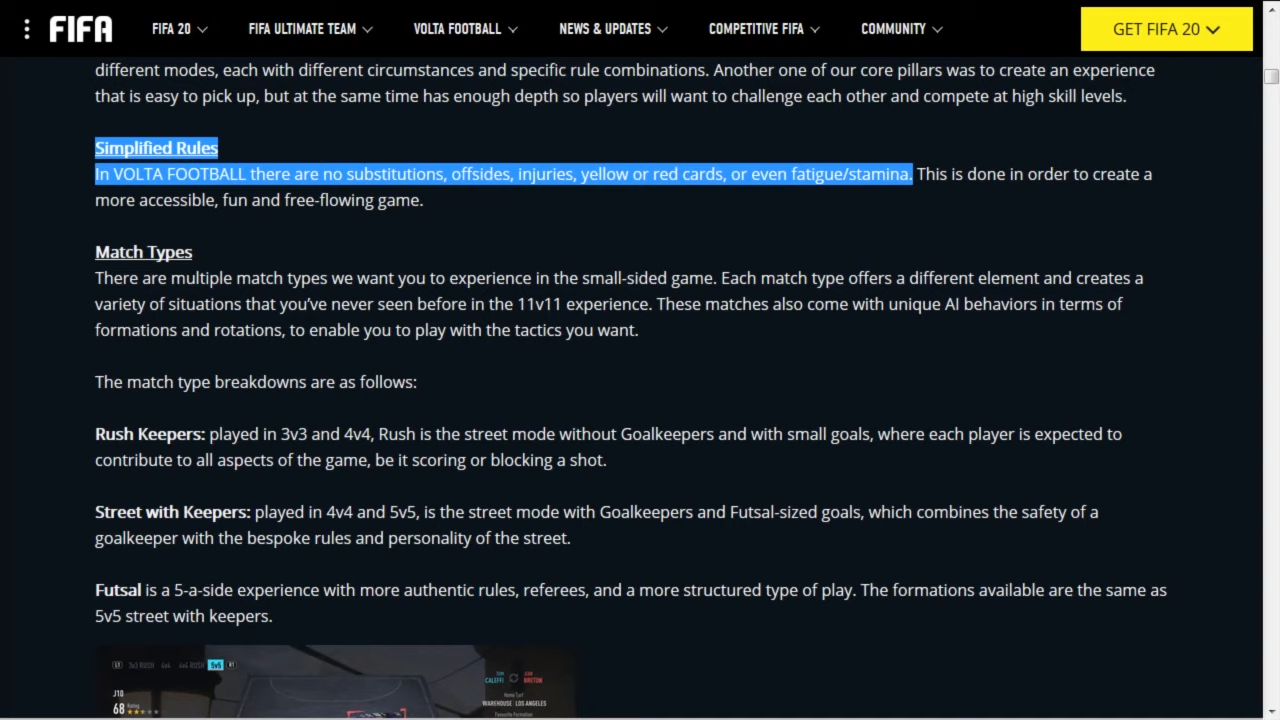 FIFA
FIFA 20
FIFA ULTIMATE TEAM
VOLTA FOOTBALL
NEWS & UPDATES
COMPETITIVE FIFA
COMMUNITY
GET FIFA 20
different modes, each with different circumstances and specific rule combinations. Another one of our core pillars was to create an experience
that is easy to pick up, but at the same time has enough depth so players will want to challenge each other and compete at high skill levels.
Simplified Rules
In VOLTA FOOTBALL there are no substitutions, offsides, injuries, yellow or red cards, or even fatigue/stamina. This is done in order to create a
more accessible, fun and free-flowing game.
Match Types
There are multiple match types we want you to experience in the small-sided game. Each match type offers a different element and creates a
variety of situations that you’ve never seen before in the 11v11 experience. These matches also come with unique AI behaviors in terms of
formations and rotations, to enable you to play with the tactics you want.
The match type breakdowns are as follows:
Rush Keepers: played in 3v3 and 4v4, Rush is the street mode without Goalkeepers and with small goals, where each player is expected to
contribute to all aspects of the game, be it scoring or blocking a shot.
Street with Keepers: played in 4v4 and 5v5, is the street mode with Goalkeepers and Futsal-sized goals, which combines the safety of a
goalkeeper with the bespoke rules and personality of the street.
Futsal is a 5-a-side experience with more authentic rules, referees, and a more structured type of play. The formations available are the same as
5v5 street with keepers.
3v3 RUSH 4v4 4v4 RUSH 5v5
CALEFFI BRETON
J10
Home Turf
68 Rating
WAREHOUSE LOS ANGELES
Favourite Formation